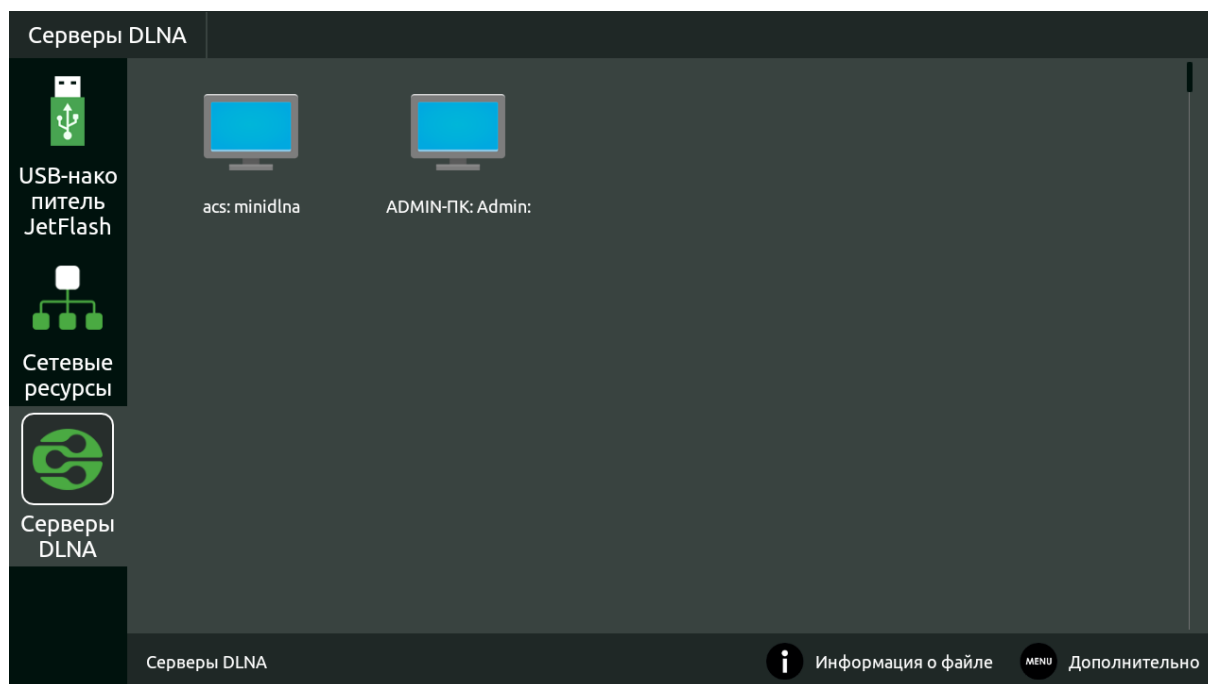 Серверы DLNA
USB-нако
питель
JetFlash
acs: minidlna
ADMIN-ПК: Admin:
Сетевые
ресурсы
Серверы
DLNA
Серверы DLNA
i Информация о файле
MENU Дополнительно